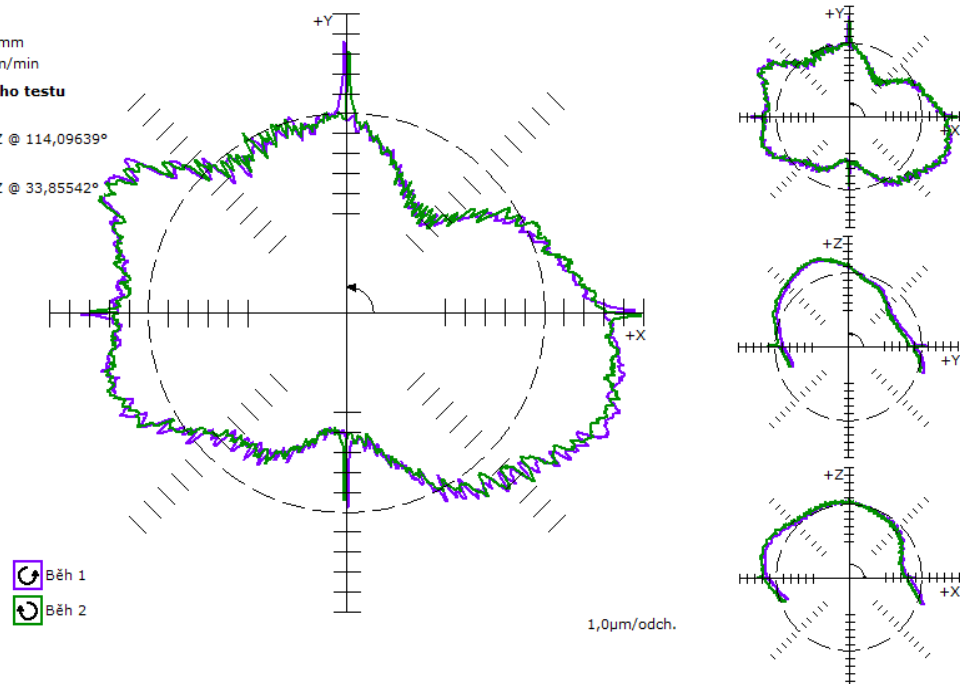 +Y
mm
n/min
ho testu
Z @ 114,09639°
Z @ 33,85542°
+X
Běh 1
Běh 2
1,0µm/odch.
+Y
+X
+Z
+Y
+Z
+X